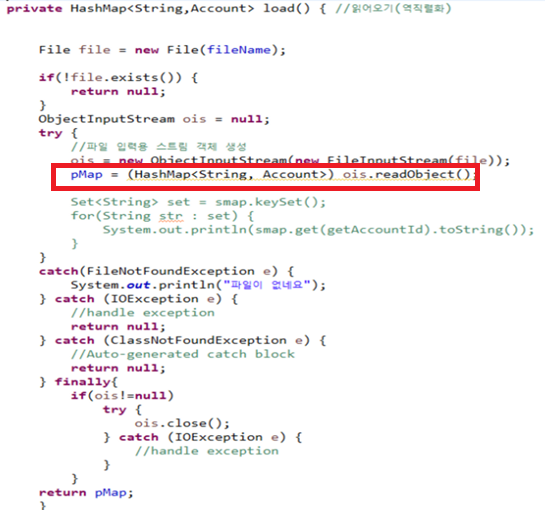 private HashMap<String,Account> load() { //읽어오기(역직렬화)
File file = new File(fileName);
if(!file.exists()) {
return null;
}
ObjectInputStream ois = null;
try {
//파일 입력용 스트림 객체 생성
ois = new ObjectInputStream(new FileInputStream(file));
pMap = (HashMap<String, Account>) ois.readObject();
Set<String> set = smap.keySet();
for(String str : set) {
System.out.println(smap.get(getAccountId).toString());
}
}
catch(FileNotFoundException e) {
System.out.println("파일이 없네요");
} catch (IOException e) {
//handle exception
return null;
} catch (ClassNotFoundException e) {
//Auto-generated catch block
return null;
} finally{
if(ois!=null)
try {
ois.close();
} catch (IOException e) {
//handle exception
}
}
return pMap;
}